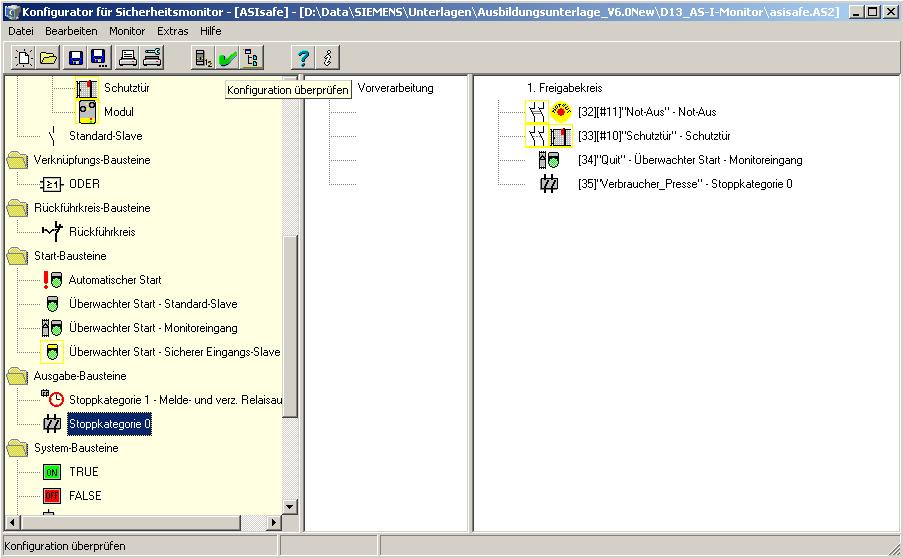 Konfigurator für Sicherheitsmonitor - [ASIsafe] - [D:\Data\SIEMENS\Unterlagen\Ausbildungsunterlage_V6.0New\D13_AS-I-Monitor\asisafe.AS2]
Datei Bearbeiten Monitor Extras Hilfe
Konfiguration überprüfen
Schutztür
Modul
Standard-Slave
Verknüpfungs-Bausteine
≥1 ODER
Rückführkreis-Bausteine
Rückführkreis
Start-Bausteine
Automatischer Start
Überwachter Start - Standard-Slave
Überwachter Start - Monitoreingang
Überwachter Start - Sicherer Eingangs-Slave
Ausgabe-Bausteine
Stoppkategorie 1 - Melde- und verz. Relaisau
Stoppkategorie 0
System-Bausteine
ON TRUE
OFF FALSE
Vorverarbeitung
1. Freigabekreis
[32][#11]"Not-Aus" - Not-Aus
[33][#10]"Schutztür" - Schutztür
[34]"Quit" - Überwachter Start - Monitoreingang
[35]"Verbraucher_Presse" - Stoppkategorie 0
Konfiguration überprüfen